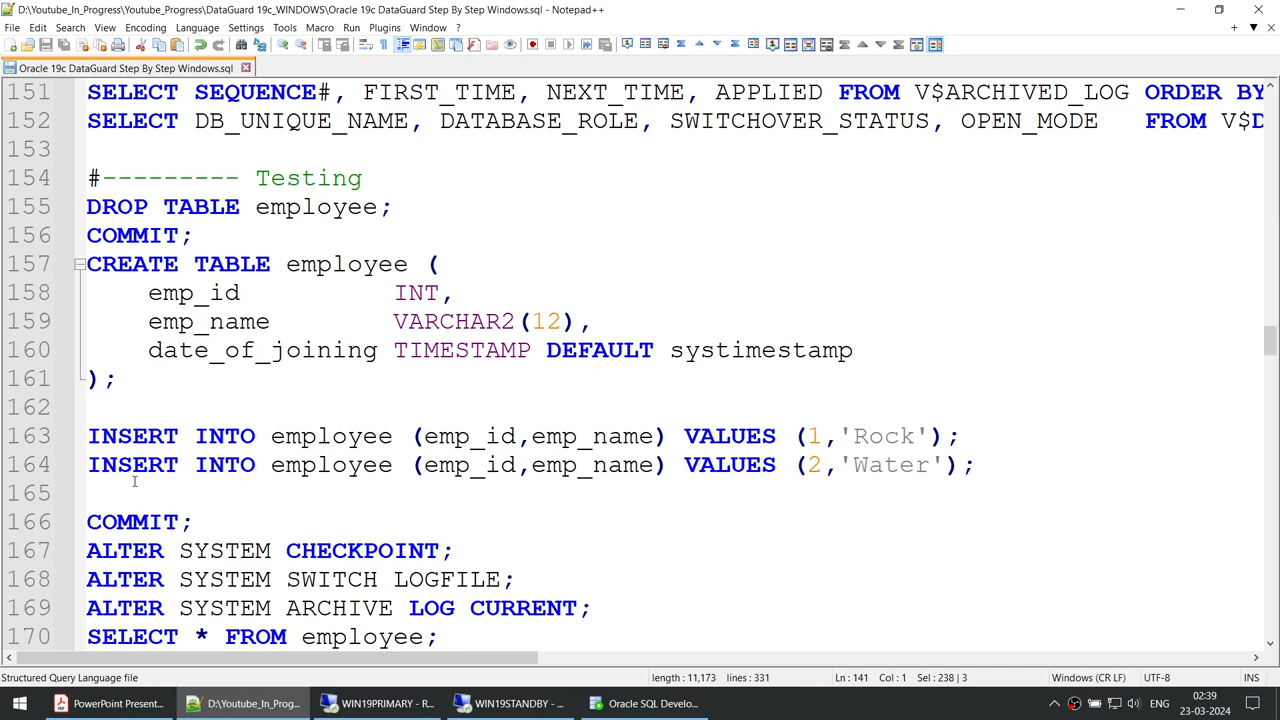 D:\Youtube_In_Progress\Youtube_Progress\DataGuard 19c_WINDOWS\Oracle 19c DataGuard Step By Step Windows.sql - Notepad++
File Edit Search View Encoding Language Settings Tools Macro Run Plugins Window ?
Oracle 19c DataGuard Step By Step Windows.sql
151 SELECT SEQUENCE#, FIRST_TIME, NEXT_TIME, APPLIED FROM V$ARCHIVED_LOG ORDER BY
152 SELECT DB_UNIQUE_NAME, DATABASE_ROLE, SWITCHOVER_STATUS, OPEN_MODE FROM V$D
153
154 #--------- Testing
155 DROP TABLE employee;
156 COMMIT;
157 CREATE TABLE employee (
158 emp_id INT,
159 emp_name VARCHAR2(12),
160 date_of_joining TIMESTAMP DEFAULT systimestamp
161 );
162
163 INSERT INTO employee (emp_id,emp_name) VALUES (1,'Rock');
164 INSERT INTO employee (emp_id,emp_name) VALUES (2,'Water');
165
166 COMMIT;
167 ALTER SYSTEM CHECKPOINT;
168 ALTER SYSTEM SWITCH LOGFILE;
169 ALTER SYSTEM ARCHIVE LOG CURRENT;
170 SELECT * FROM employee;
Structured Query Language file length : 11,173 lines : 331 Ln : 141 Col : 1 Sel : 238 | 3 Windows (CR LF) UTF-8 INS
PowerPoint Present... D:\Youtube_In_Prog... WIN19PRIMARY - R... WIN19STANDBY - ... Oracle SQL Develo... ENG 02:39
23-03-2024